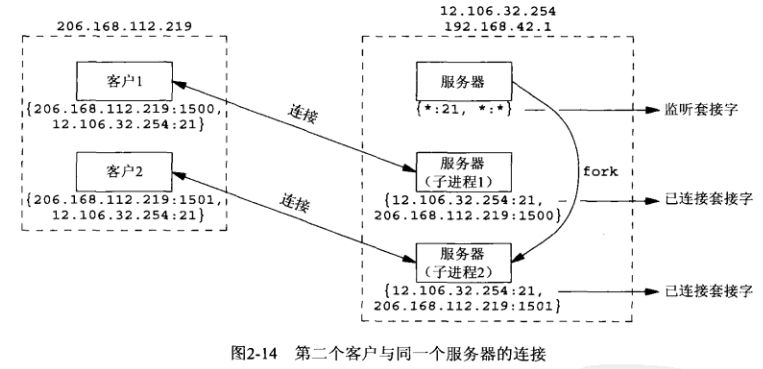 206.168.112.219
12.106.32.254
192.168.42.1
客户1
{206.168.112.219:1500,
12.106.32.254:21}
连接
服务器
{*:21, *:*}
监听套接字
fork
服务器
(子进程1)
{12.106.32.254:21,
206.168.112.219:1500}
已连接套接字
客户2
{206.168.112.219:1501,
12.106.32.254:21}
连接
服务器
(子进程2)
{12.106.32.254:21,
206.168.112.219:1501}
已连接套接字
图2-14 第二个客户与同一个服务器的连接